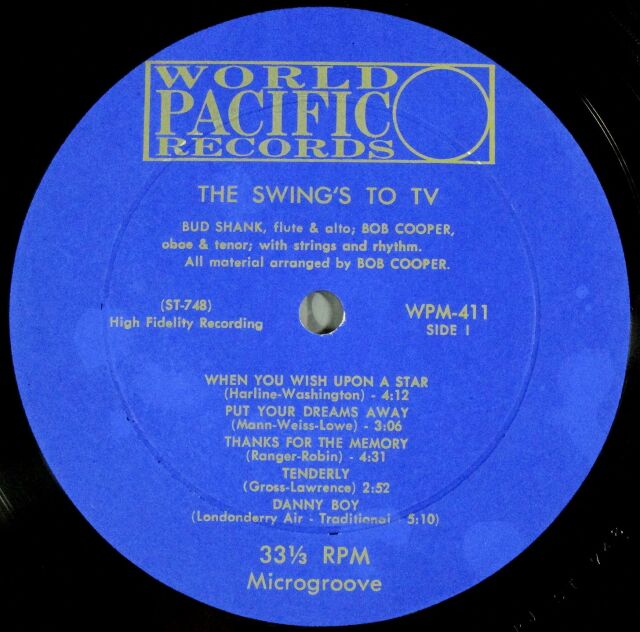 WORLD
PACIFIC
RECORDS
THE SWING'S TO TV
BUD SHANK, flute & alto; BOB COOPER,
oboe & tenor; with strings and rhythm.
All material arranged by BOB COOPER.
(ST-748)
High Fidelity Recording
WPM-411
SIDE I
WHEN YOU WISH UPON A STAR
(Harline-Washington) - 4:12
PUT YOUR DREAMS AWAY
(Mann-Weiss-Lowe) - 3:06
THANKS FOR THE MEMORY
(Ranger-Robin) - 4:31
TENDERLY
(Gross-Lawrence) 2:52
DANNY BOY
(Londonderry Air - Traditional - 5:10)
33⅓ RPM
Microgroove